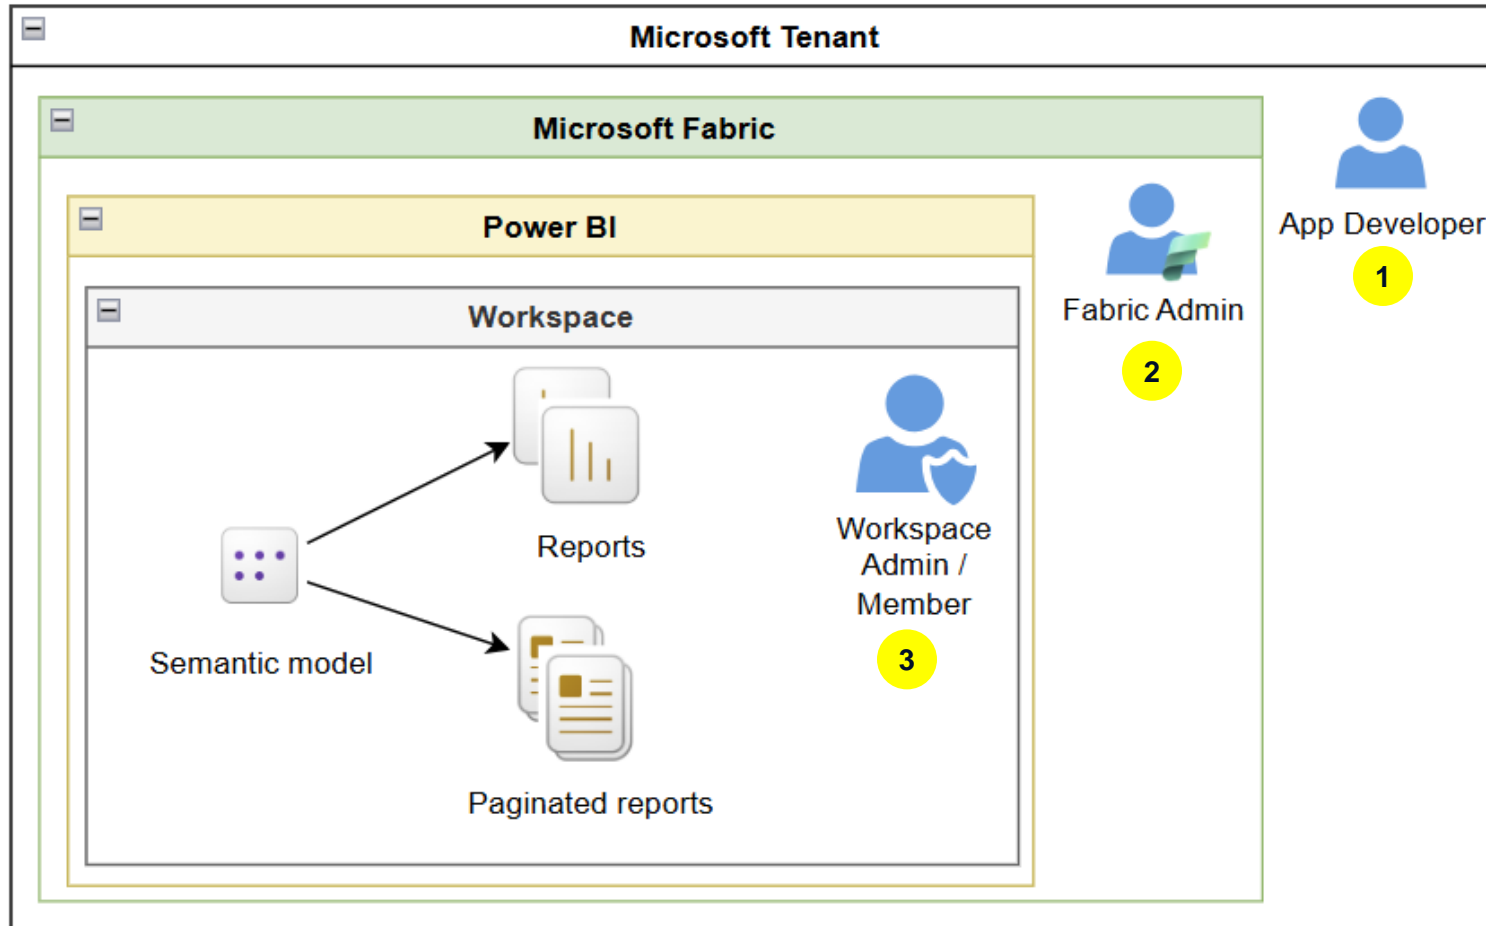 Microsoft Tenant
Microsoft Fabric
App Developer
1
Power BI
Fabric Admin
2
Workspace
Reports
Workspace
Admin /
Member
3
Semantic model
Paginated reports